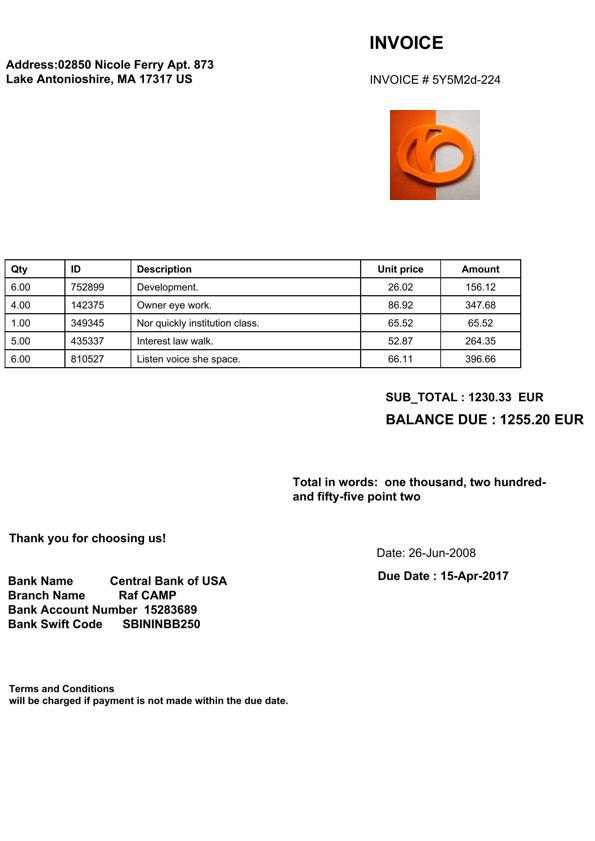 INVOICE
Address:02850 Nicole Ferry Apt. 873
Lake Antonioshire, MA 17317 US
INVOICE # 5Y5M2d-224
Qty ID Description Unit price Amount
6.00 752899 Development. 26.02 156.12
4.00 142375 Owner eye work. 86.92 347.68
1.00 349345 Nor quickly institution class. 65.52 65.52
5.00 435337 Interest law walk. 52.87 264.35
6.00 810527 Listen voice she space. 66.11 396.66
SUB_TOTAL : 1230.33 EUR
BALANCE DUE : 1255.20 EUR
Total in words: one thousand, two hundred-
and fifty-five point two
Thank you for choosing us!
Date: 26-Jun-2008
Due Date : 15-Apr-2017
Bank Name Central Bank of USA
Branch Name Raf CAMP
Bank Account Number 15283689
Bank Swift Code SBININBB250
Terms and Conditions
will be charged if payment is not made within the due date.